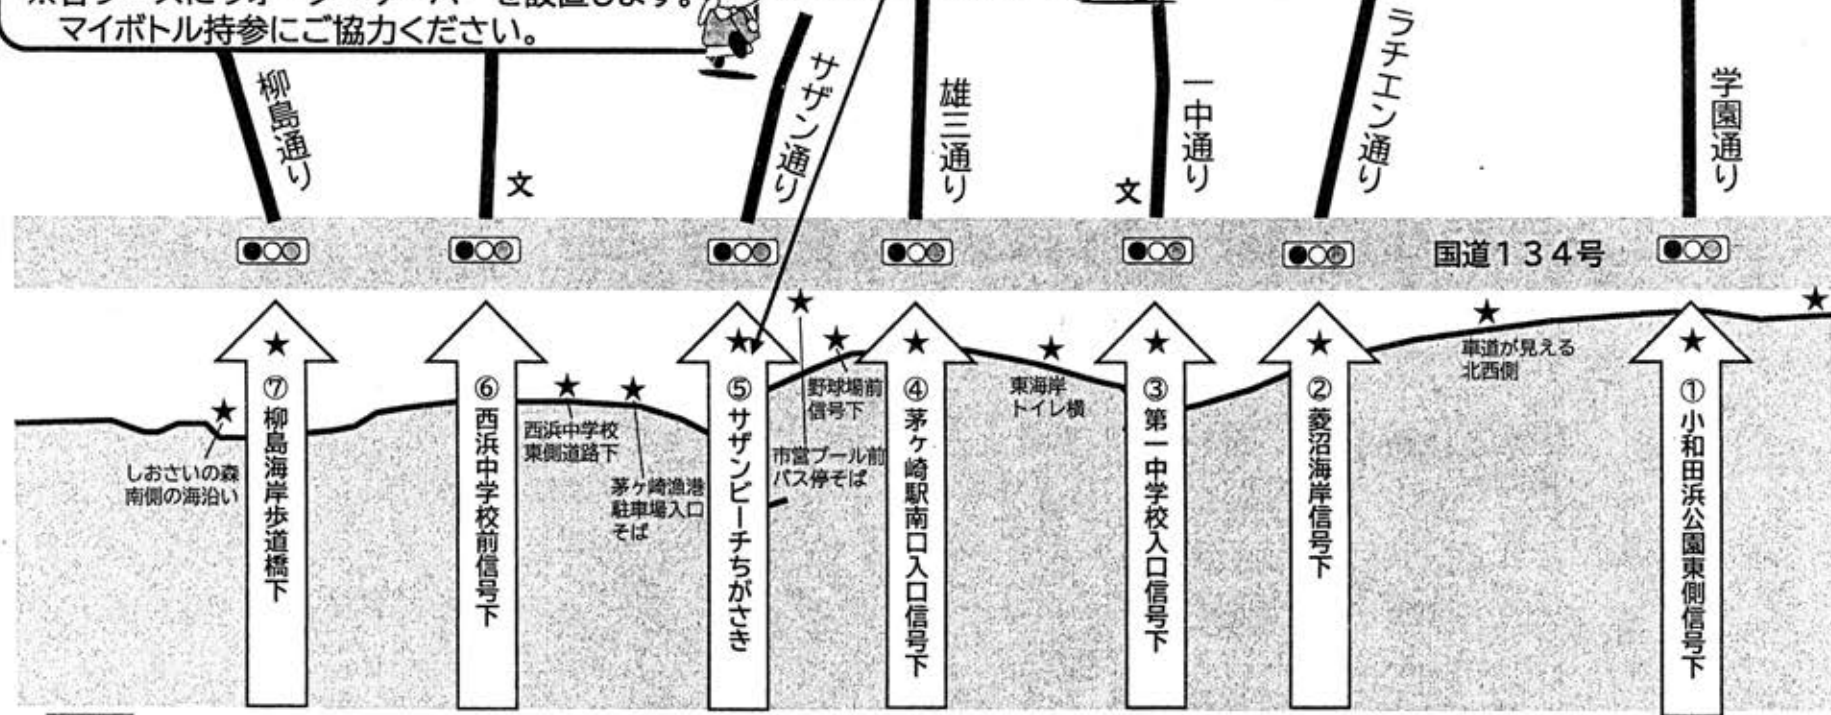 マイボトル持参にご協力ください。
柳島通り
文
サザン通り
雄三通り
文
一中通り
ラチエン通り
学園通り
国道134号
しおさいの森
南側の海沿い
⑦柳島海岸歩道橋下
⑥西浜中学校前信号下
西浜中学校
東側道路下
茅ヶ崎漁港
駐車場入口
そば
⑤サザンビーチちがさき
市営プール前
バス停そば
野球場前
信号下
④茅ヶ崎駅南口入口信号下
東海岸
トイレ横
③第一中学校入口信号下
②菱沼海岸信号下
車道が見える
北西側
①小和田浜公園東側信号下